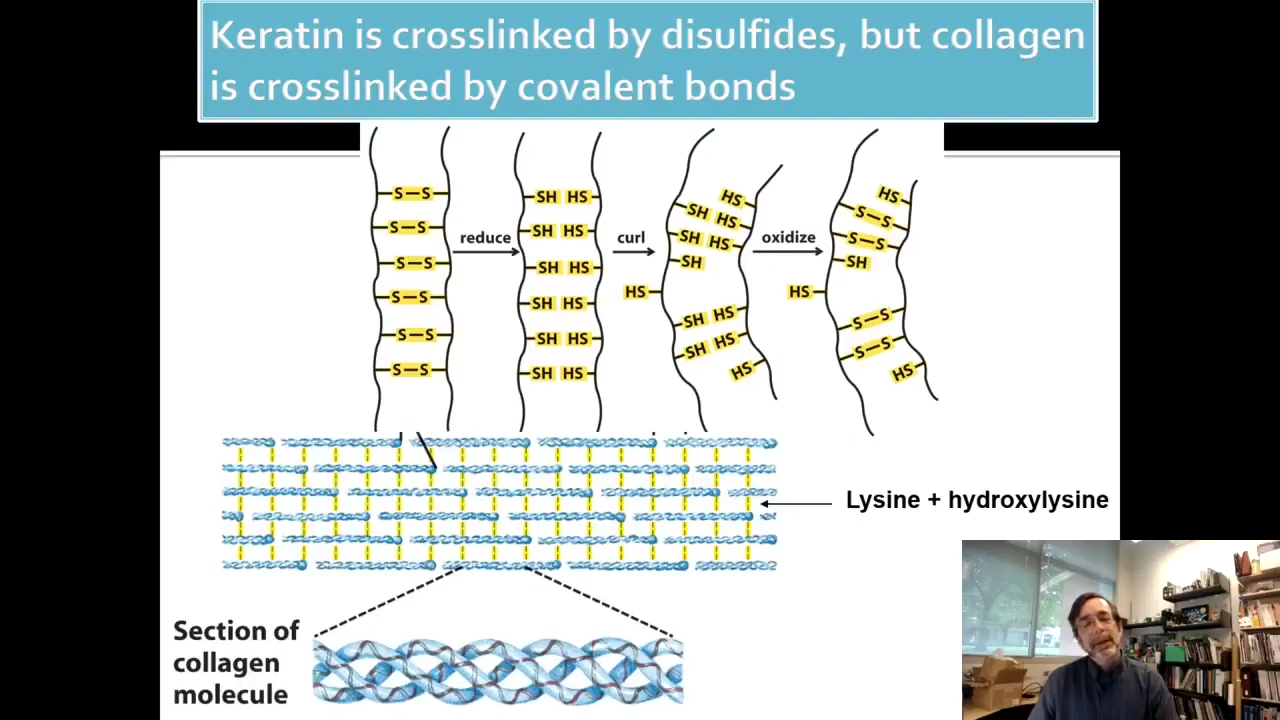 Keratin is crosslinked by disulfides, but collagen
is crosslinked by covalent bonds
S—S
S—S
S—S
S—S
S—S
S—S
reduce
SH HS
SH HS
SH HS
SH HS
SH HS
SH HS
curl
HS
SH HS
SH HS
SH
HS
SH HS
SH HS
HS
oxidize
HS
S—S
S—S
SH
HS
S—S
S—S
HS
Lysine + hydroxylysine
Section of
collagen
molecule